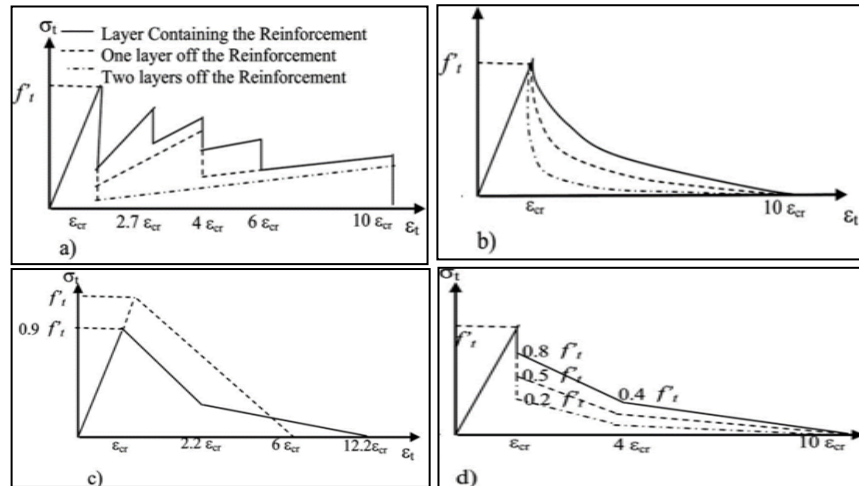 σt
Layer Containing the Reinforcement
One layer off the Reinforcement
Two layers off the Reinforcement
f't
εcr 2.7 εcr 4 εcr 6 εcr 10 εcr εt
a)
σt
f't
εcr 10 εcr εt
b)
σt
f't
0.9 f't
εcr 2.2 εcr 6 εcr 12.2εcr εt
c)
σt
f't
0.8 f't
0.5 f't
0.4 f't
0.2 f't
εcr 4 εcr 10 εcr εt
d)